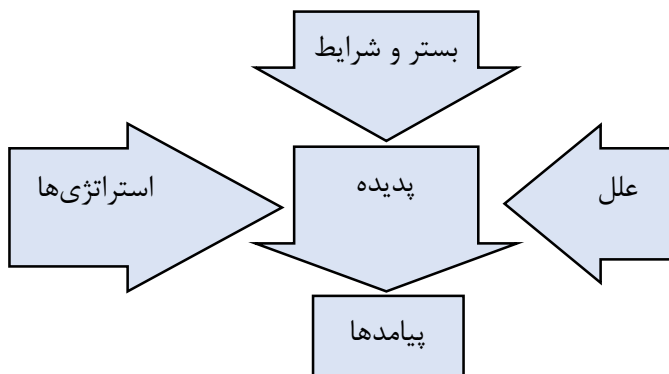 بستر و شرایط
علل
پدیده
استراتژی‌ها
پیامدها